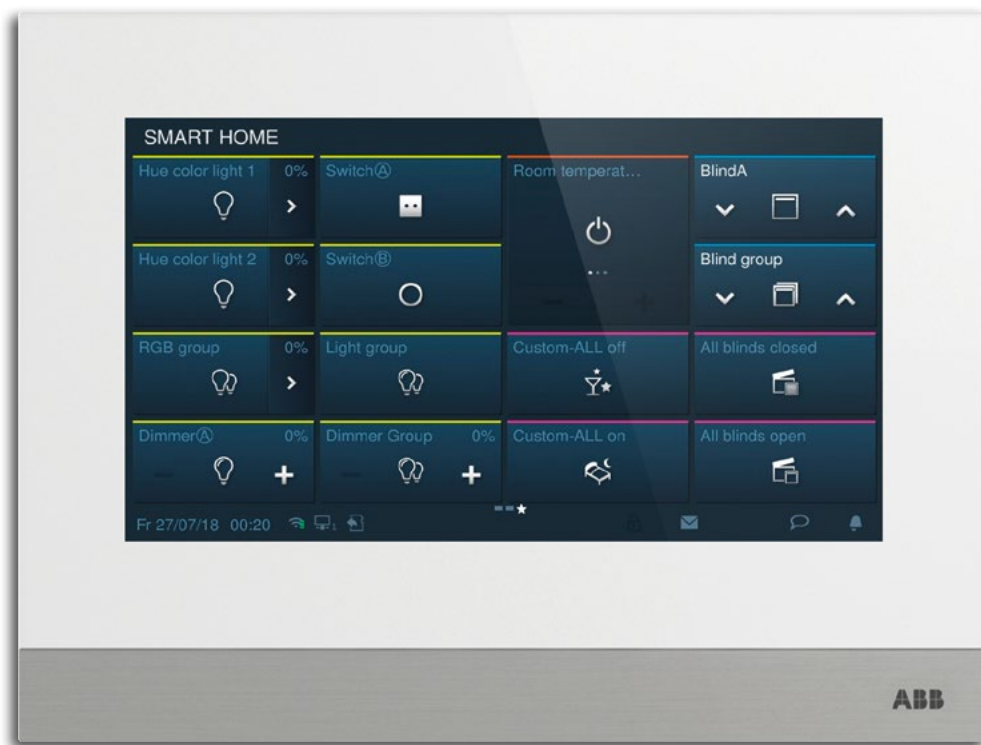 SMART HOME
Hue color light 1 0%
SwitchⒶ
Room temperat...
BlindA
Hue color light 2 0%
SwitchⒷ
Blind group
RGB group 0%
Light group
Custom-ALL off
All blinds closed
DimmerⒶ 0%
Dimmer Group 0%
Custom-ALL on
All blinds open
Fr 27/07/18 00:20
ABB